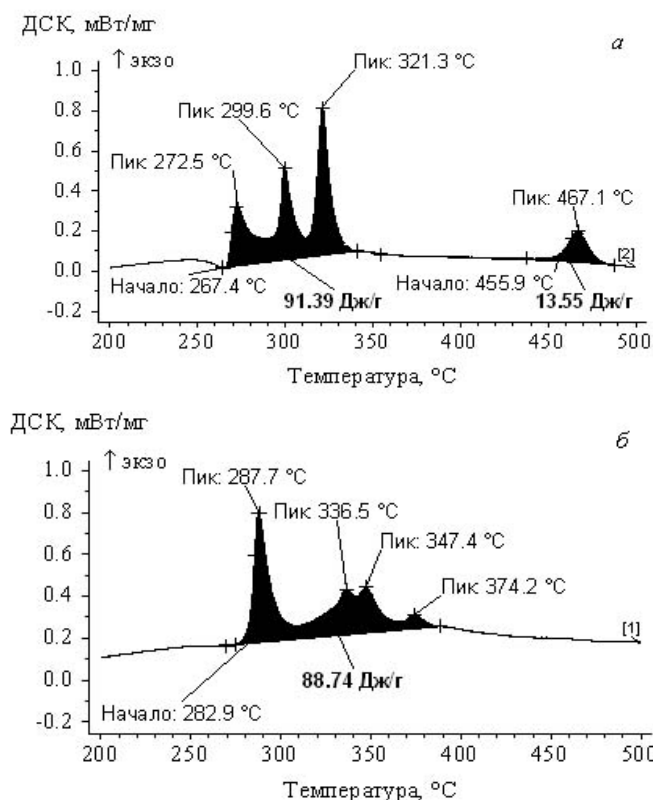 ДСК, мВт/мг
а
↑ экзо
Пик: 321.3 °C
Пик: 299.6 °C
Пик: 272.5 °C
Пик: 467.1 °C
1.0
0.8
0.6
0.4
0.2
0.0
-0.2
[2]
Начало: 267.4 °C
91.39 Дж/г
Начало: 455.9 °C
13.55 Дж/г
200 250 300 350 400 450 500
Температура, °C
ДСК, мВт/мг
б
↑ экзо
Пик: 287.7 °C
Пик: 336.5 °C
Пик: 347.4 °C
Пик: 374.2 °C
1.0
0.8
0.6
0.4
0.2
0.0
-0.2
[1]
88.74 Дж/г
Начало: 282.9 °C
200 250 300 350 400 450 500
Температура, °C